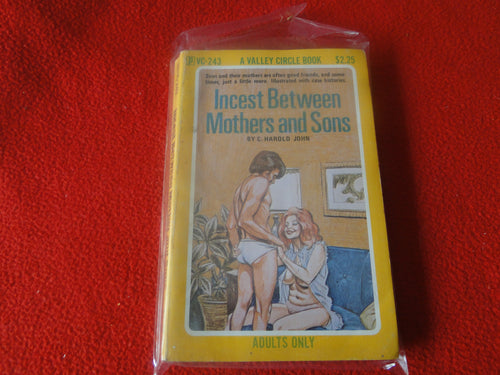 VC-243 A VALLEY CIRCLE BOOK $2.25
Sons and their mothers are often good friends, and some-
times, just a little more. Illustrated with case histories.
Incest Between
Mothers and Sons
BY C. HAROLD JOHN
ADULTS ONLY